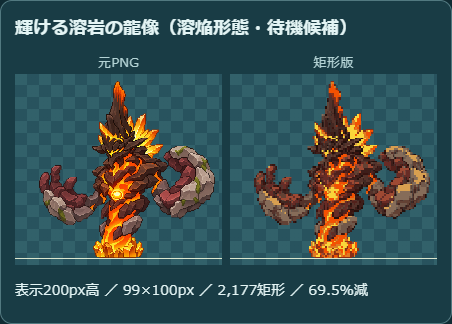 輝ける溶岩の龍像（溶焔形態・待機候補）
元PNG
矩形版
表示200px高 ／ 99×100px ／ 2,177矩形 ／ 69.5%減